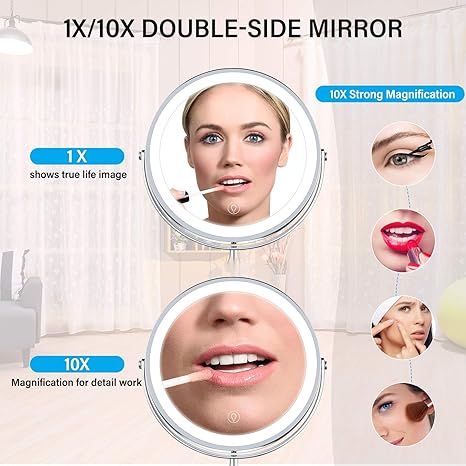 1X/10X DOUBLE-SIDE MIRROR
10X Strong Magnification
1 X
shows true life image
10X
Magnification for detail work